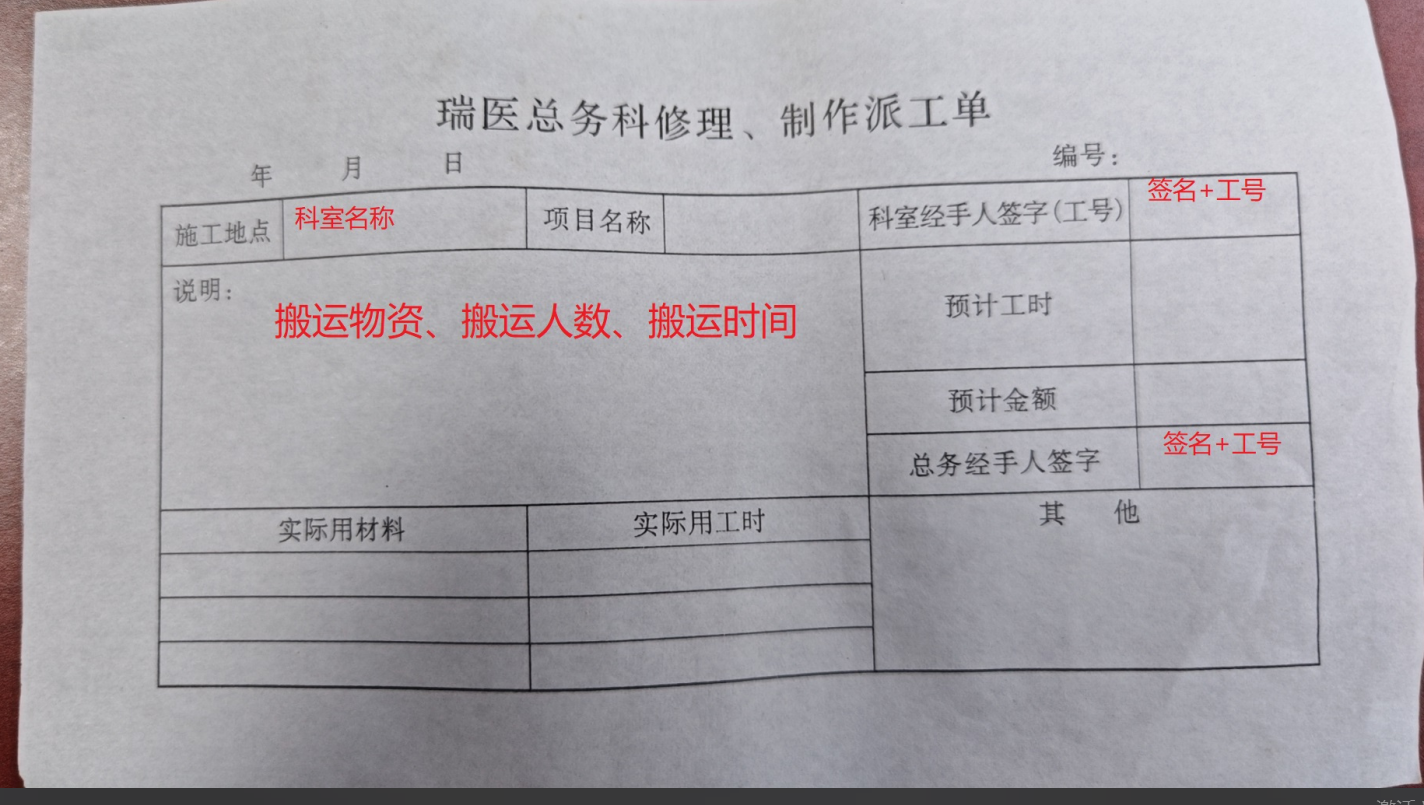 瑞医总务科修理、制作派工单
年 月 日 编号：
施工地点 科室名称 项目名称 科室经手人签字(工号) 签名+工号
说明： 搬运物资、搬运人数、搬运时间
预计工时
预计金额
总务经手人签字 签名+工号
实际用材料 实际用工时 其 他